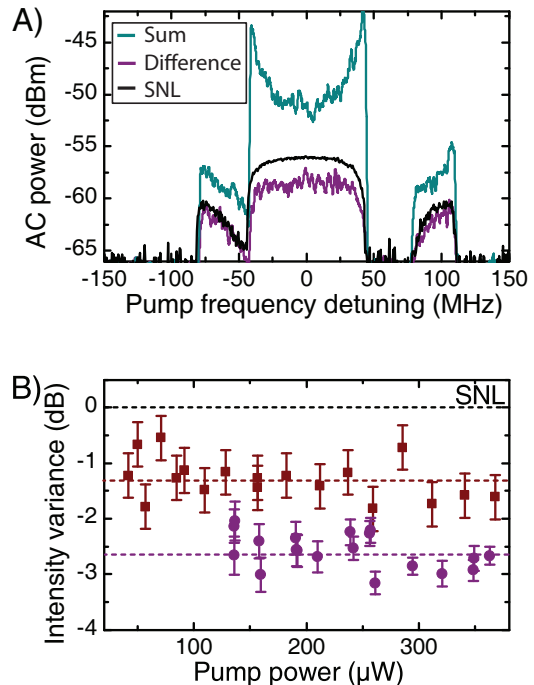 A)
Sum
Difference
SNL
AC power (dBm)
-45
-50
-55
-60
-65
-150 -100 -50 0 50 100 150
Pump frequency detuning (MHz)
B)
SNL
Intensity variance (dB)
0
-1
-2
-3
-4
100 200 300
Pump power (µW)